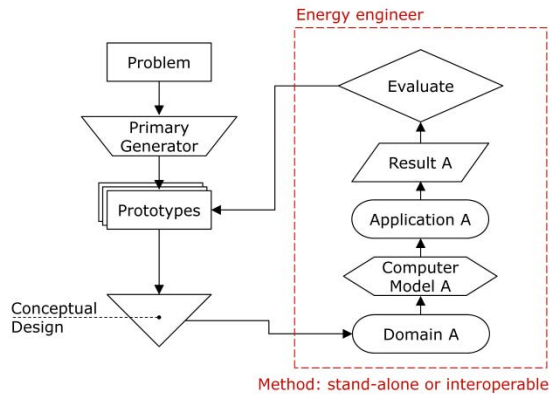 Energy engineer
Problem
Primary
Generator
Prototypes
Conceptual
Design
Evaluate
Result A
Application A
Computer
Model A
Domain A
Method: stand-alone or interoperable